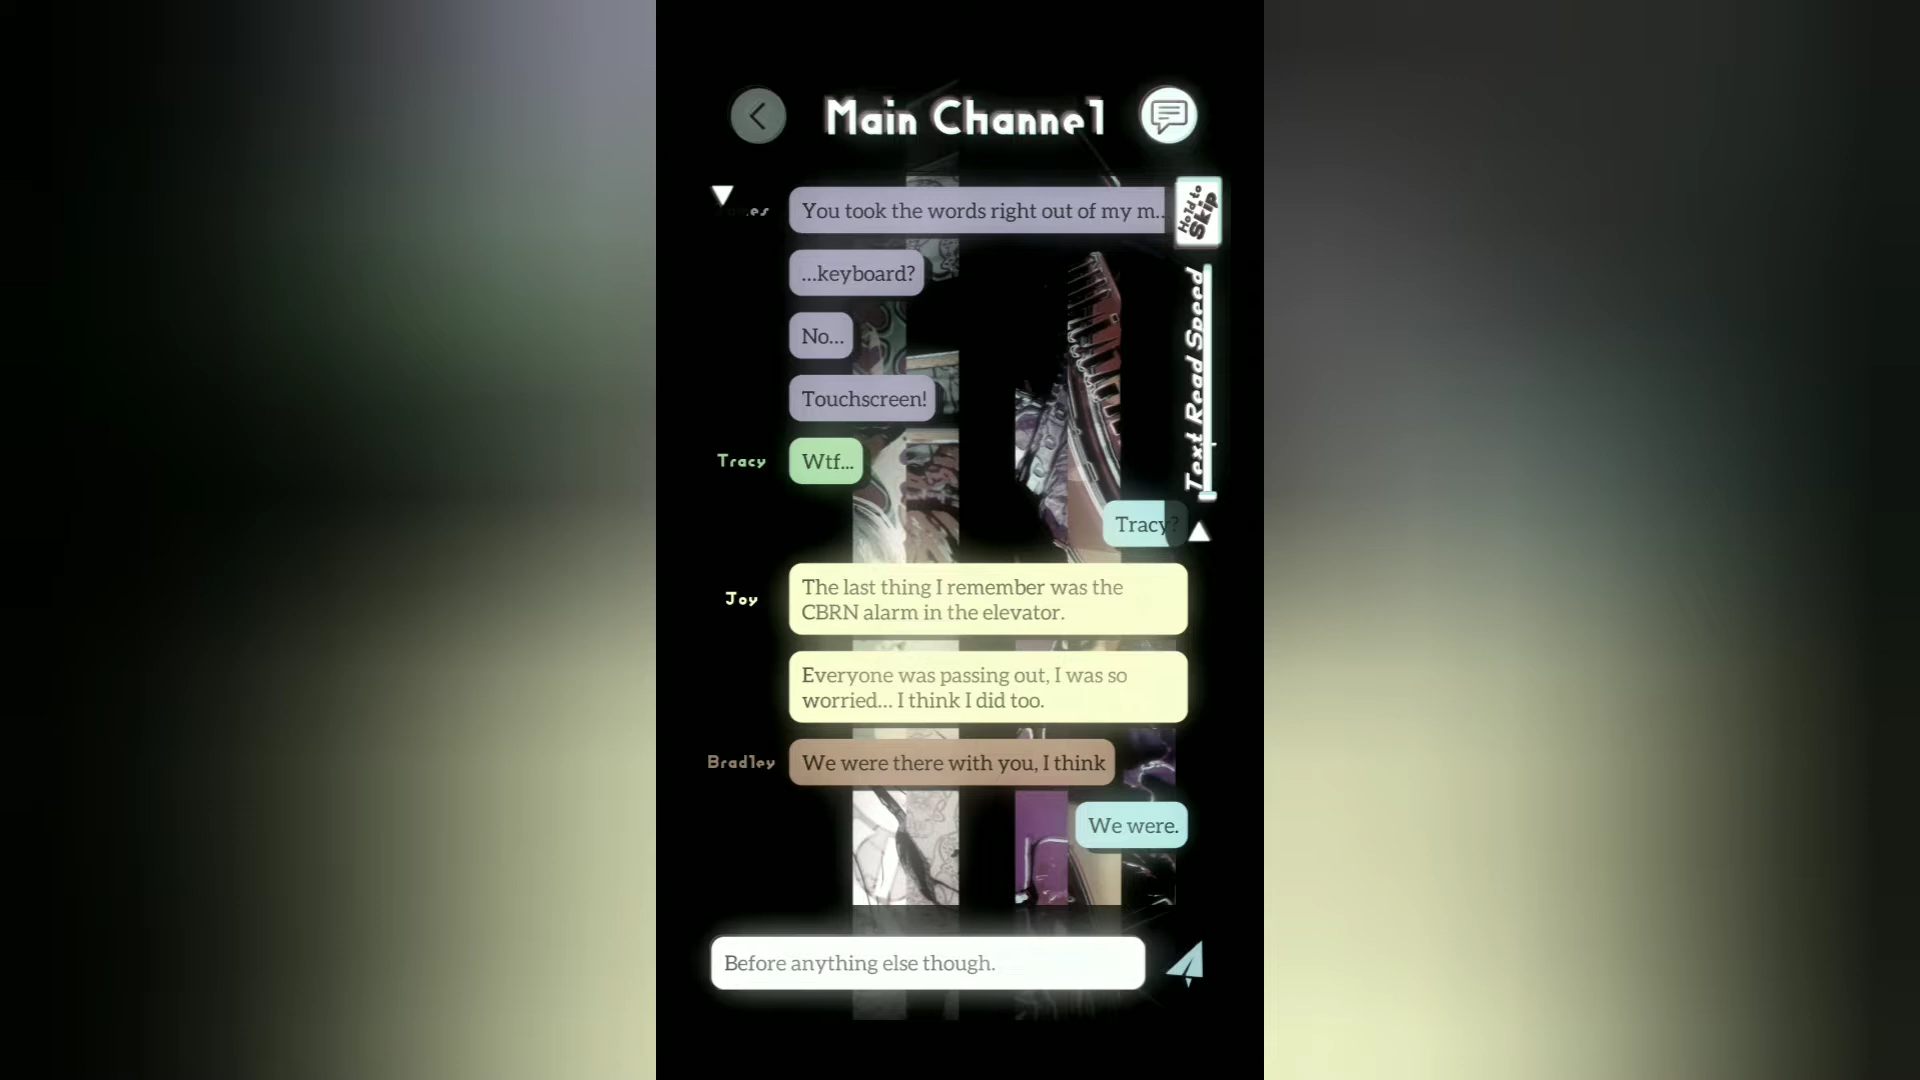 Main Channel
You took the words right out of my m...
Hold to
Skip
...keyboard?
No...
Touchscreen!
Text Read Speed
Tracy
Wtf...
Tracy?
Joy
The last thing I remember was the
CBRN alarm in the elevator.
Everyone was passing out, I was so
worried... I think I did too.
Bradley
We were there with you, I think
We were.
Before anything else though.